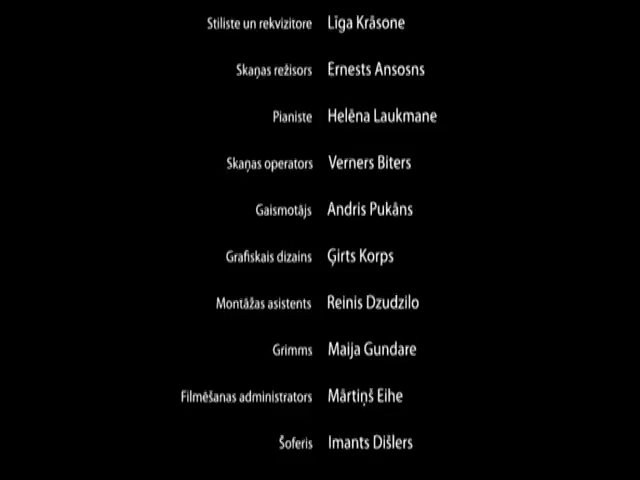 Stiliste un rekvizitore Līga Krāsone
Skaņas režisors Ernests Ansosns
Pianiste Helēna Laukmane
Skaņas operators Verners Biters
Gaismotājs Andris Pukāns
Grafiskais dizains Ģirts Korps
Montāžas asistents Reinis Dzudzilo
Grimms Maija Gundare
Filmēšanas administrators Mārtiņš Eihe
Šoferis Imants Dišlers